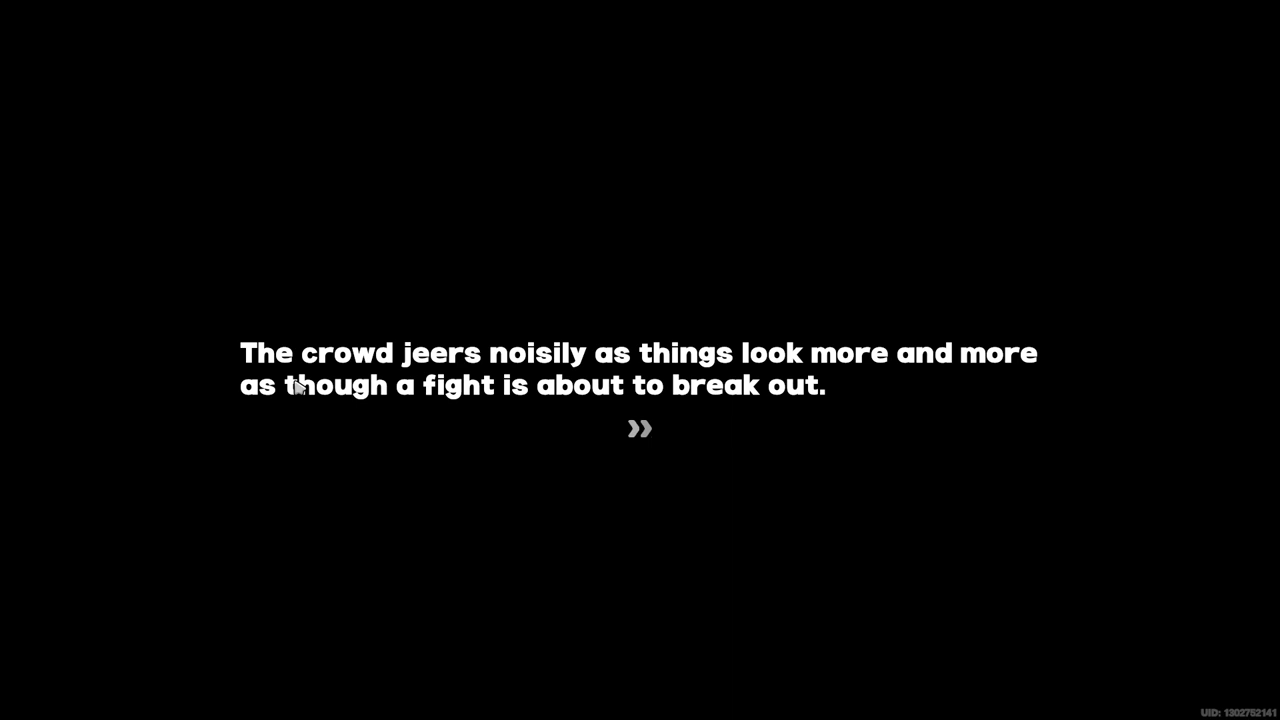 The crowd jeers noisily as things look more and more
as though a fight is about to break out.
UID: 1302752141